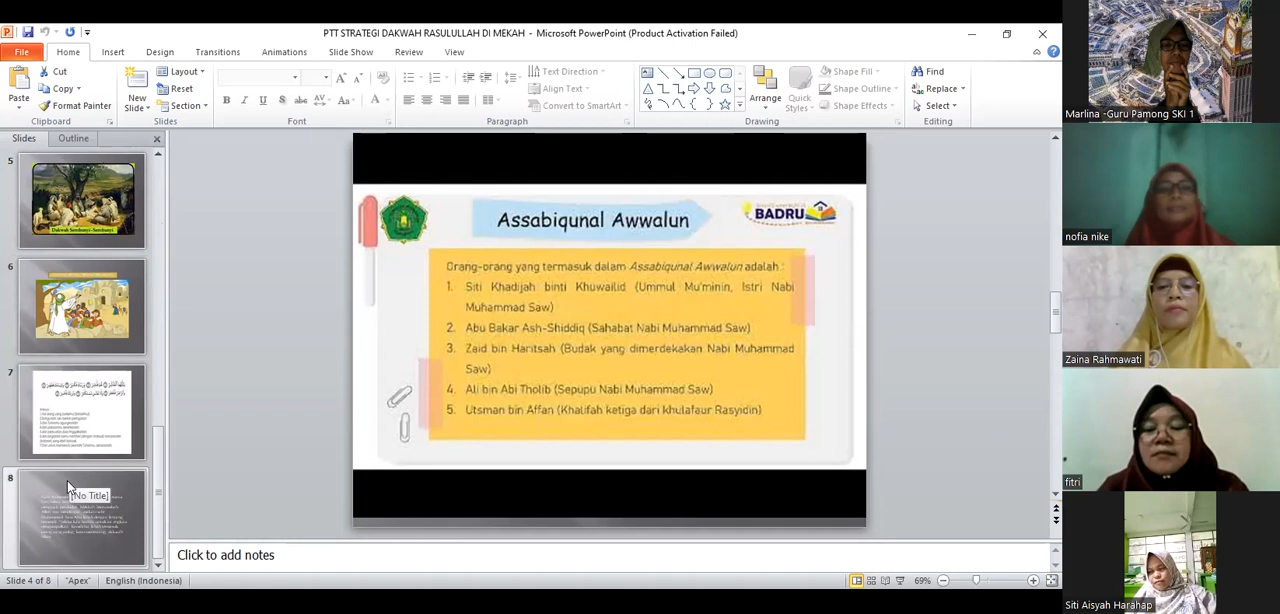 PTT STRATEGI DAKWAH RASULULLAH DI MEKAH - Microsoft PowerPoint (Product Activation Failed)
File Home Insert Design Transitions Animations Slide Show Review View
Paste
Cut
Copy
Format Painter
Clipboard
New
Slide
Layout
Reset
Section
Slides
Font
Paragraph
Text Direction
Align Text
Convert to SmartArt
Arrange
Quick
Styles
Shape Fill
Shape Outline
Shape Effects
Drawing
Find
Replace
Select
Editing
Slides Outline
5
6
7
8
[No Title]
Assabiqunal Awwalun
BADRU
Orang-orang yang termasuk dalam Assabiqunal Awwalun adalah :
1. Siti Khadijah binti Khuwailid (Ummul Mu'minin, Istri Nabi
Muhammad Saw)
2. Abu Bakar Ash-Shiddiq (Sahabat Nabi Muhammad Saw)
3. Zaid bin Haritsah (Budak yang dimerdekakan Nabi Muhammad
Saw)
4. Ali bin Abi Tholib (Sepupu Nabi Muhammad Saw)
5. Utsman bin Affan (Khalifah ketiga dari khulafaur Rasyidin)
Click to add notes
Slide 4 of 8 "Apex" English (Indonesia) 69%
Marlina -Guru Pamong SKI 1
nofia nike
Zaina Rahmawati
fitri
Siti Aisyah Harahap